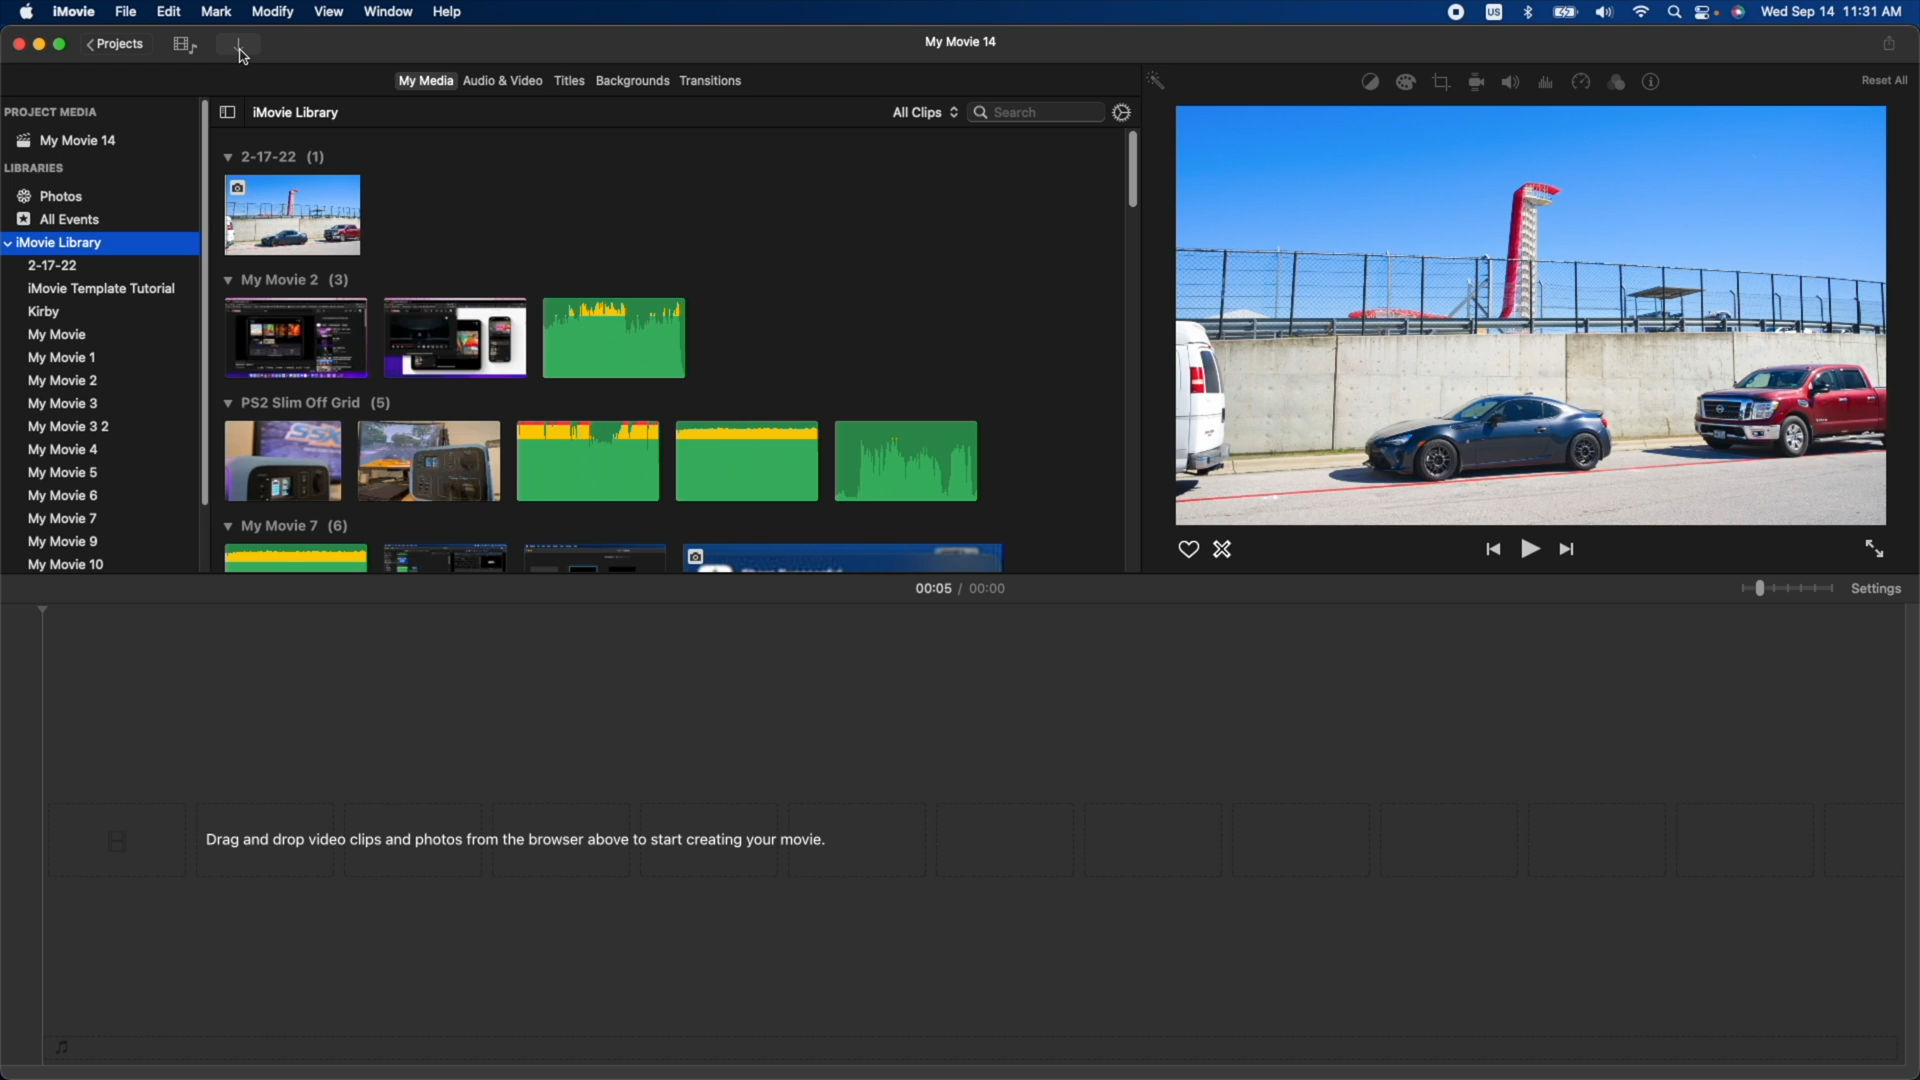 iMovie File Edit Mark Modify View Window Help
US Wed Sep 14 11:31 AM
Projects
My Movie 14
My Media Audio & Video Titles Backgrounds Transitions
Reset All
PROJECT MEDIA
My Movie 14
LIBRARIES
Photos
All Events
iMovie Library
2-17-22
iMovie Template Tutorial
Kirby
My Movie
My Movie 1
My Movie 2
My Movie 3
My Movie 3 2
My Movie 4
My Movie 5
My Movie 6
My Movie 7
My Movie 9
My Movie 10
iMovie Library
All Clips
Search
2-17-22 (1)
My Movie 2 (3)
PS2 Slim Off Grid (5)
My Movie 7 (6)
00:05 / 00:00
Settings
Drag and drop video clips and photos from the browser above to start creating your movie.